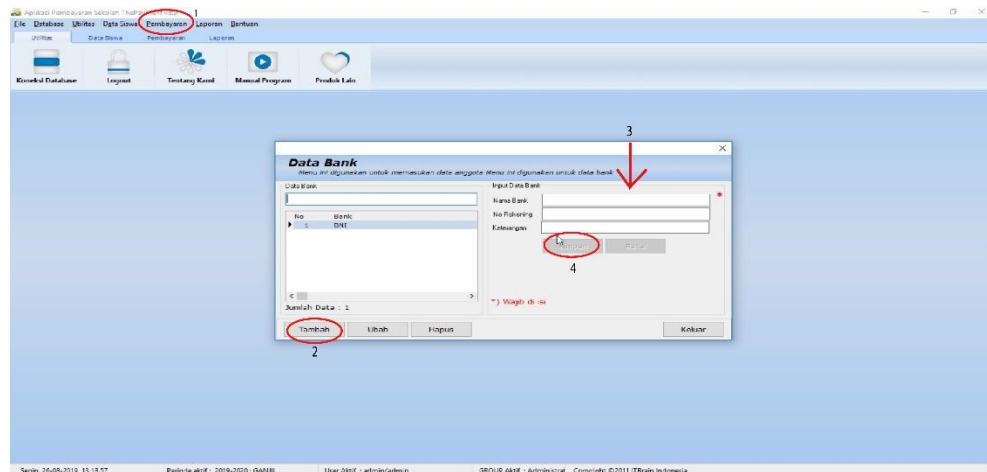 Aplikasi Pembayaran Sekolah
1
File Database Utilitas Data Siswa Pembayaran Laporan Bantuan
Utilitas Data Siswa Pembayaran Laporan
Koneksi Database Logout Tentang Kami Manual Program Produk Lain
3
Data Bank
Menu ini digunakan untuk memasukan data anggota Menu ini digunakan untuk data bank
Data Bank Input Data Bank
Nama Bank *
No Rekening
Keterangan
No Bank
1 BNI
Simpan Batal
4
*) Wajib di isi
Jumlah Data : 1
Tambah Ubah Hapus Keluar
2
Senin, 26-08-2019, 13:18:57 Periode aktif : 2019-2020 : GANJIL User Aktif : admin/admin GROUP Aktif : Administrat Copyright ©2011 ITBrain Indonesia